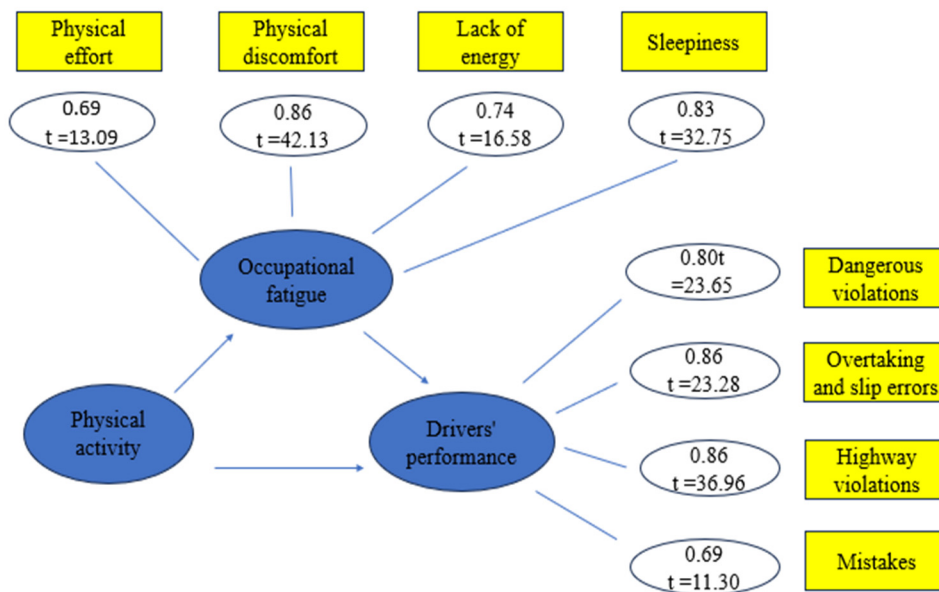 Physical
effort
Physical
discomfort
Lack of
energy
Sleepiness
0.69
t =13.09
0.86
t =42.13
0.74
t =16.58
0.83
t =32.75
Occupational
fatigue
0.80t
=23.65
Dangerous
violations
0.86
t =23.28
Overtaking
and slip errors
Physical
activity
Drivers'
performance
0.86
t =36.96
Highway
violations
0.69
t =11.30
Mistakes